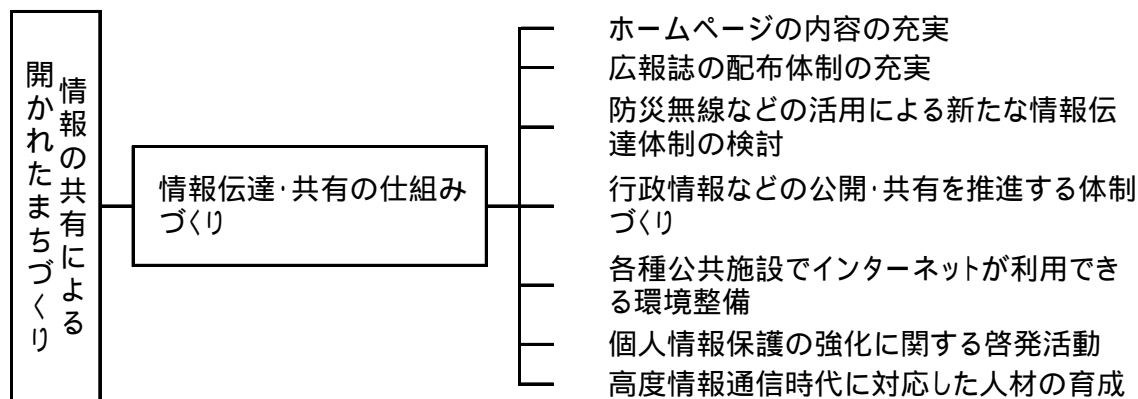 情報の共有による
開かれたまちづくり
情報伝達・共有の仕組み
づくり
ホームページの内容の充実
広報誌の配布体制の充実
防災無線などの活用による新たな情報伝
達体制の検討
行政情報などの公開・共有を推進する体制
づくり
各種公共施設でインターネットが利用でき
る環境整備
個人情報保護の強化に関する啓発活動
高度情報通信時代に対応した人材の育成